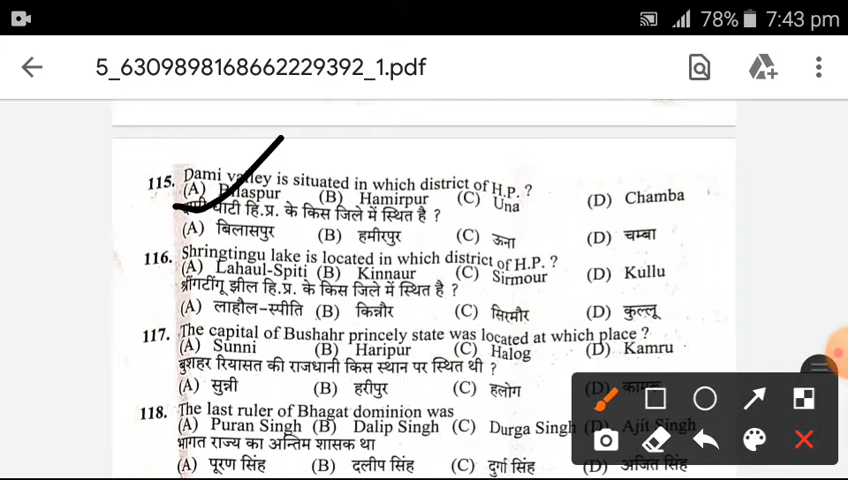 78% 7:43 pm
5_6309898168662229392_1.pdf
115. Dami valley is situated in which district of H.P. ?
(A) Bilaspur (B) Hamirpur (C) Una (D) Chamba
घाटी हि.प्र. के किस जिले में स्थित है ?
(A) बिलासपुर (B) हमीरपुर (C) ऊना (D) चम्बा
116. Shringtingu lake is located in which district of H.P. ?
(A) Lahaul-Spiti (B) Kinnaur (C) Sirmour (D) Kullu
श्रींगटींगू झील हि.प्र. के किस जिले में स्थित है ?
(A) लाहौल-स्पीति (B) किन्नौर (C) सिरमौर (D) कुल्लू
117. The capital of Bushahr princely state was located at which place ?
(A) Sunni (B) Haripur (C) Halog (D) Kamru
बुशहर रियासत की राजधानी किस स्थान पर स्थित थी ?
(A) सुन्नी (B) हरीपुर (C) हलोग (D) कामरू
118. The last ruler of Bhagat dominion was
(A) Puran Singh (B) Dalip Singh (C) Durga Singh (D) Ajit Singh
भागत राज्य का अन्तिम शासक था
(A) पूरण सिंह (B) दलीप सिंह (C) दुर्गा सिंह (D) अजित सिंह